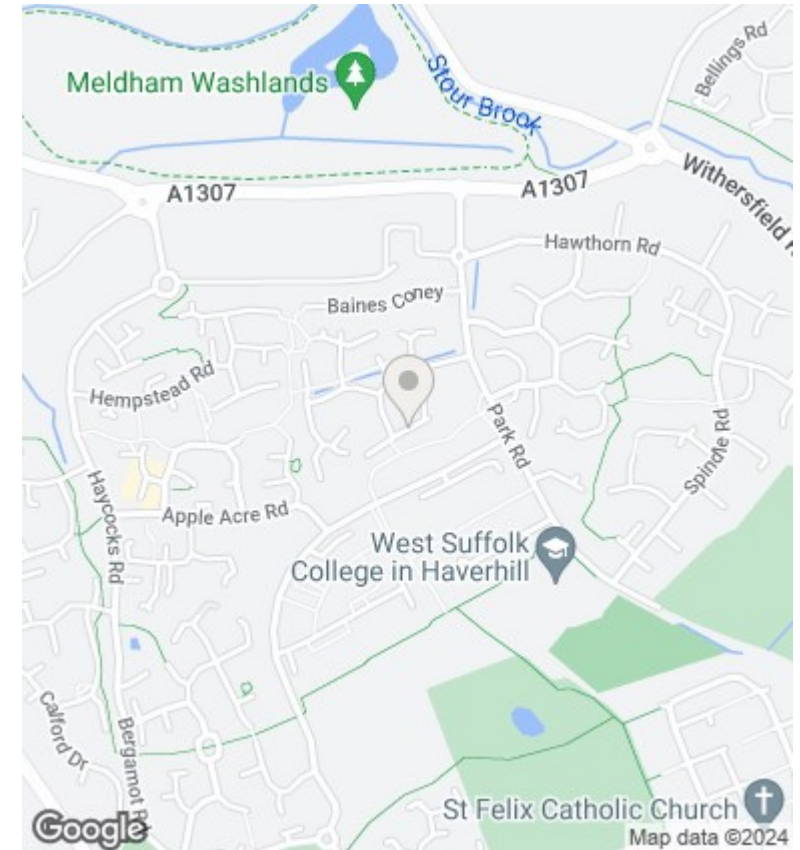 Bellings Rd
Meldham Washlands
Stour Brook
Withersfield
A1307
A1307
Hawthorn Rd
Baines Coney
Hempstead Rd
Park Rd
Spindle Rd
Haycocks Rd
Apple Acre Rd
West Suffolk
College in Haverhill
Calford Dr
Bergamot Rd
St Felix Catholic Church
Google
Map data ©2024